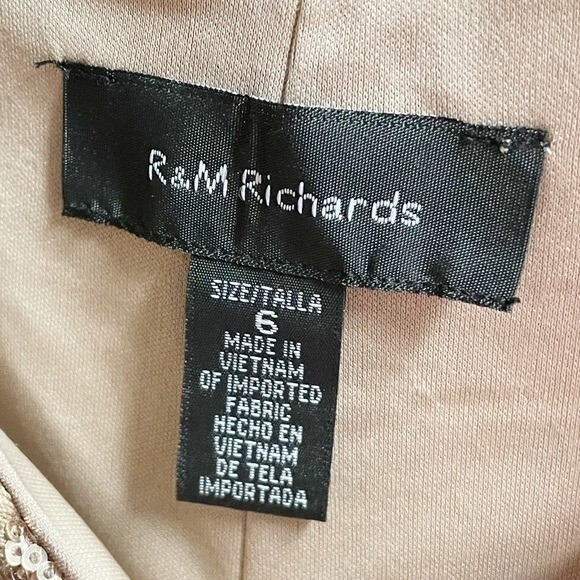 R&M Richards
SIZE/TALLA
6
MADE IN
VIETNAM
OF IMPORTED
FABRIC
HECHO EN
VIETNAM
DE TELA
IMPORTADA